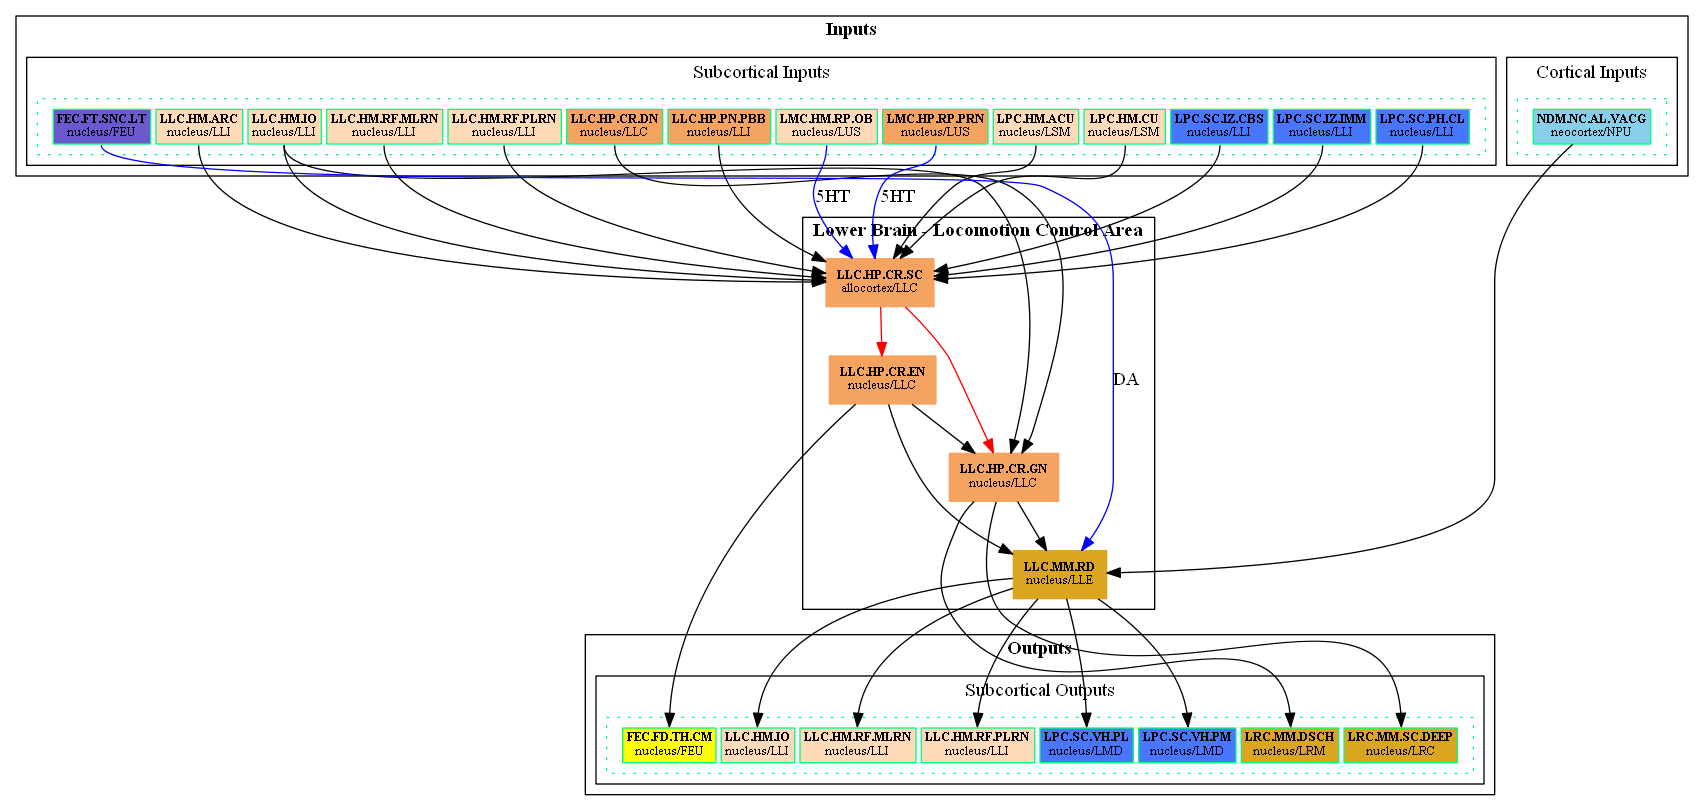 Inputs
Subcortical Inputs
Cortical Inputs
FEC.FT.SNC.LT
nucleus/FEU
LLC.HM.ARC
nucleus/LLI
LLC.HM.IO
nucleus/LLI
LLC.HM.RF.MLRN
nucleus/LLI
LLC.HM.RF.PLRN
nucleus/LLI
LLC.HP.CR.DN
nucleus/LLC
LLC.HP.PN.PBB
nucleus/LLI
LMC.HM.RP.OB
nucleus/LUS
LMC.HP.RP.PRN
nucleus/LUS
LPC.HM.ACU
nucleus/LSM
LPC.HM.CU
nucleus/LSM
LPC.SC.IZ.CBS
nucleus/LLI
LPC.SC.IZ.IMM
nucleus/LLI
LPC.SC.PH.CL
nucleus/LLI
NDM.NC.AL.VACG
neocortex/NPU
5HT
5HT
Lower Brain - Locomotion Control Area
LLC.HP.CR.SC
allocortex/LLC
LLC.HP.CR.EN
nucleus/LLC
DA
LLC.HP.CR.GN
nucleus/LLC
LLC.MM.RD
nucleus/LLE
Outputs
Subcortical Outputs
FEC.FD.TH.CM
nucleus/FEU
LLC.HM.IO
nucleus/LLI
LLC.HM.RF.MLRN
nucleus/LLI
LLC.HM.RF.PLRN
nucleus/LLI
LPC.SC.VH.PL
nucleus/LMD
LPC.SC.VH.PM
nucleus/LMD
LRC.MM.DSCH
nucleus/LRM
LRC.MM.SC.DEEP
nucleus/LRC